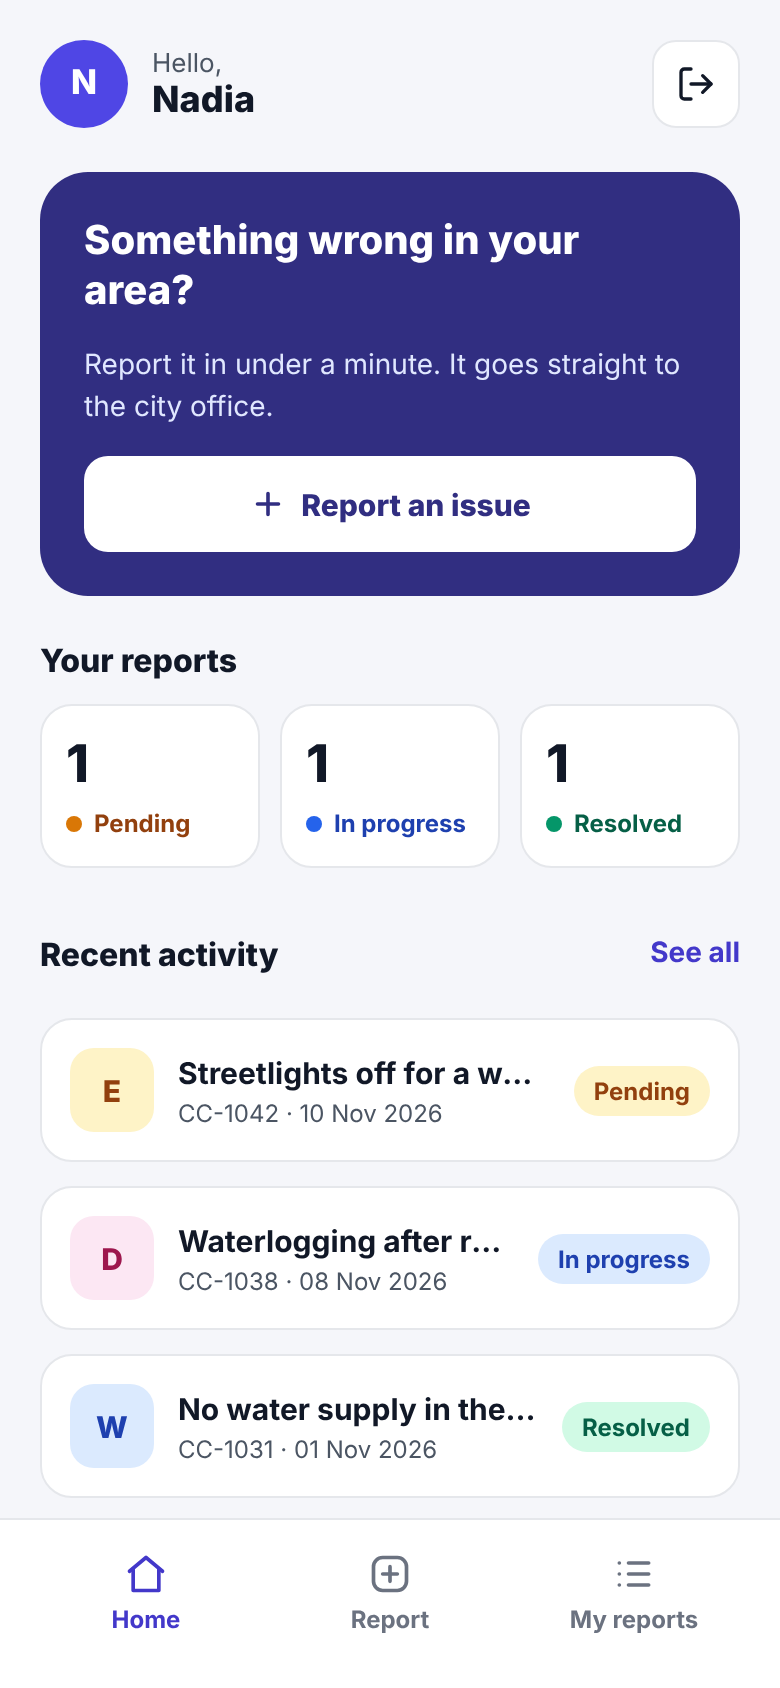 N
Hello,
Nadia
Something wrong in your
area?
Report it in under a minute. It goes straight to
the city office.
Report an issue
Your reports
1
Pending
1
In progress
1
Resolved
Recent activity
See all
E
Streetlights off for a w...
CC-1042 · 10 Nov 2026
Pending
D
Waterlogging after r...
CC-1038 · 08 Nov 2026
In progress
W
No water supply in the...
CC-1031 · 01 Nov 2026
Resolved
Home
Report
My reports